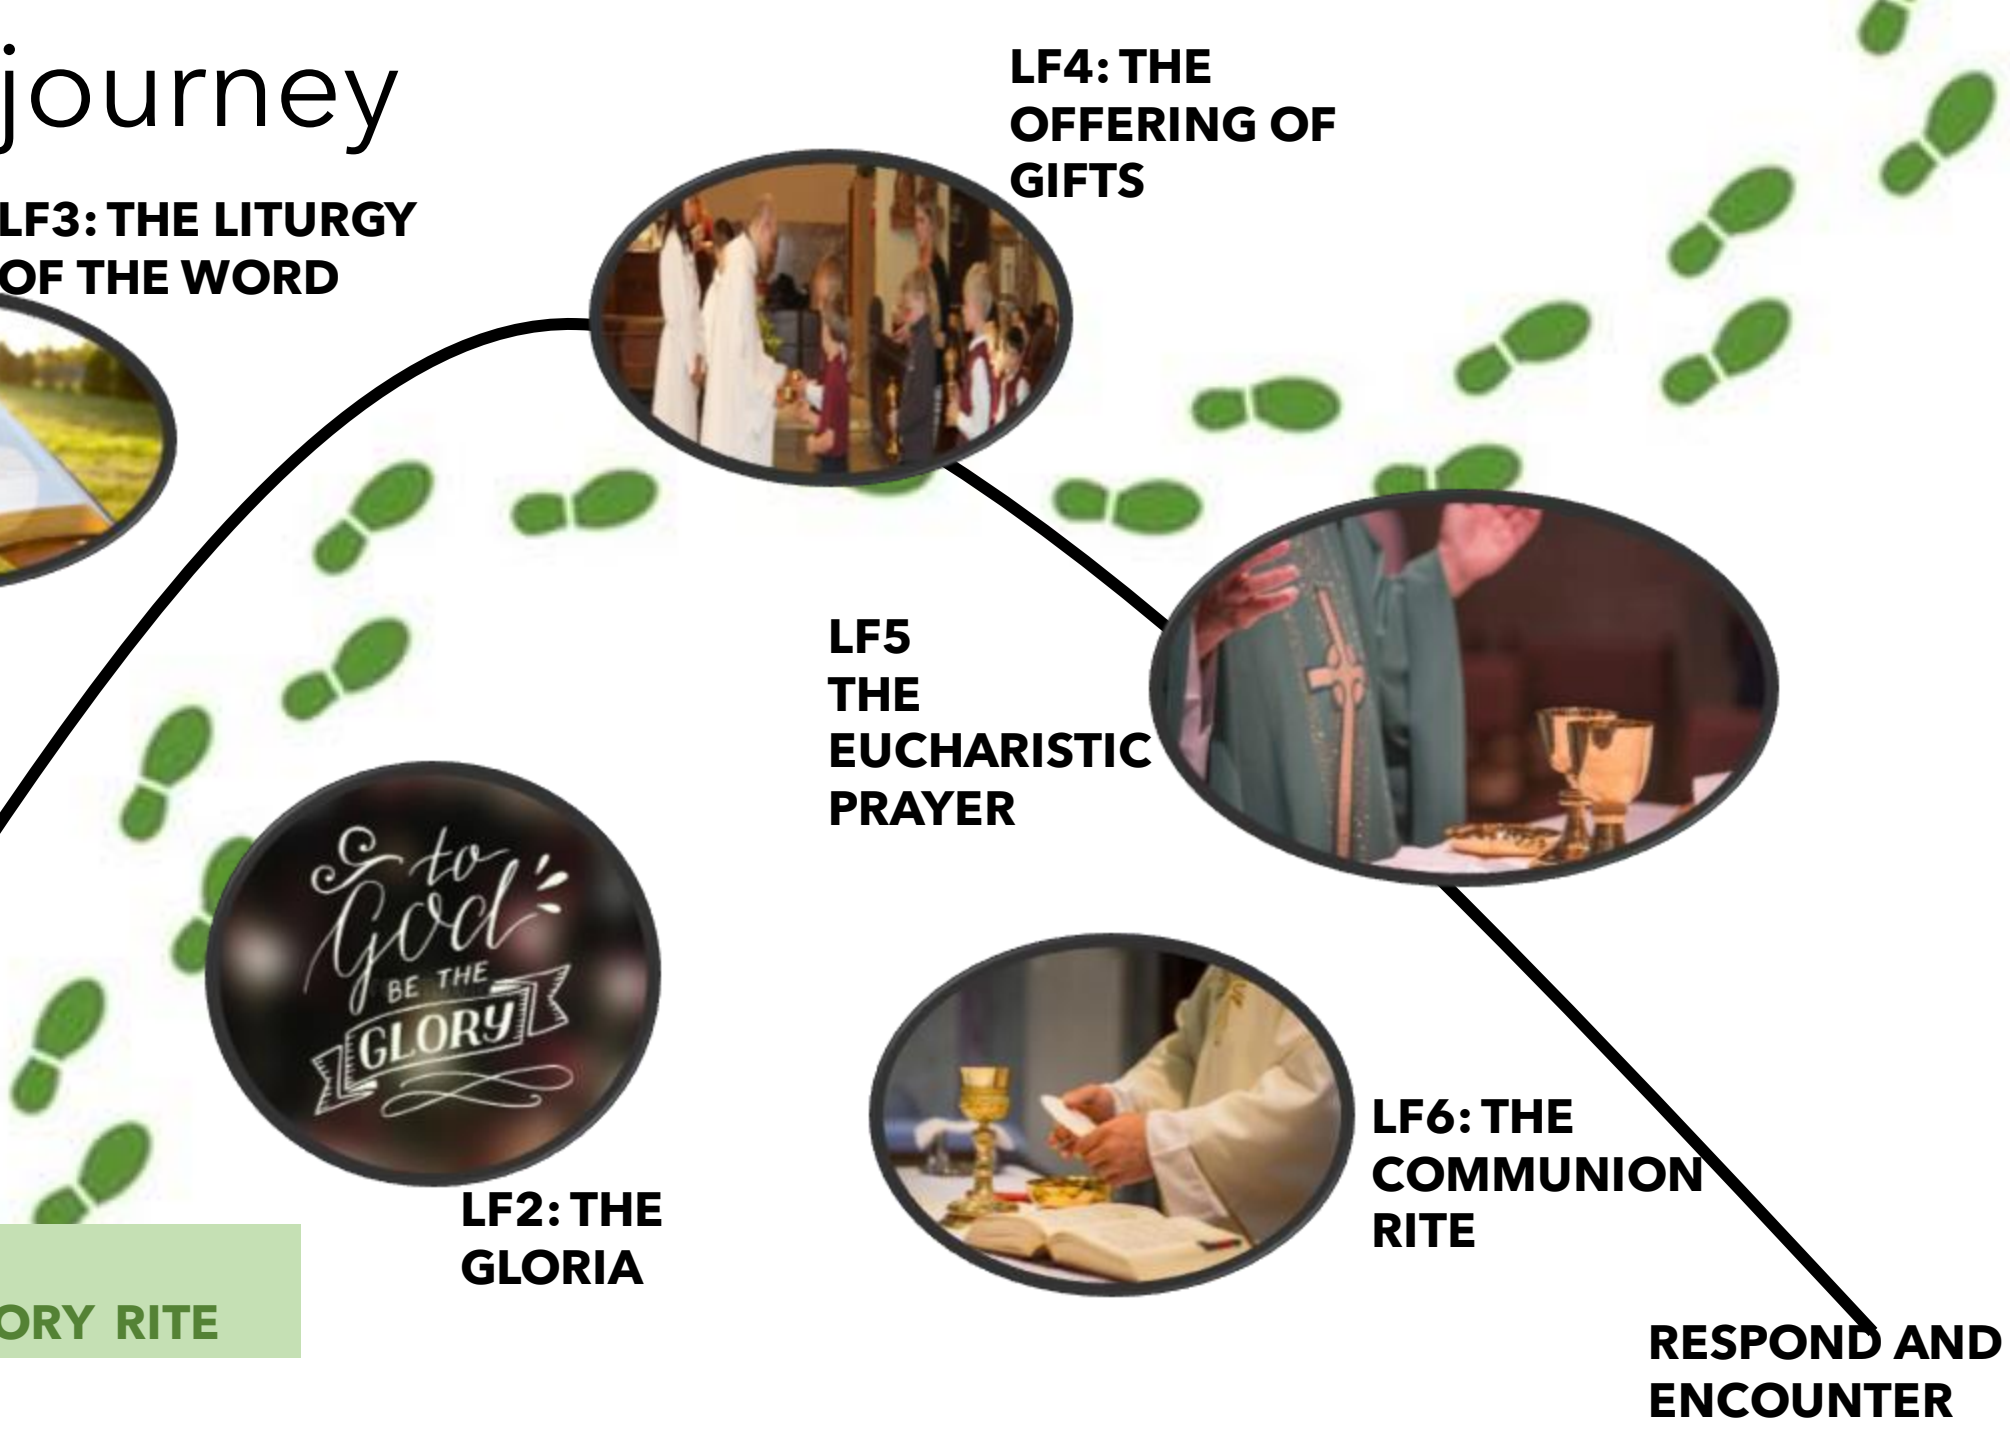 journey
LF3: THE LITURGY
OF THE WORD
LF4: THE
OFFERING OF
GIFTS
LF5
THE
EUCHARISTIC
PRAYER
to
God
BE THE
GLORY
LF2: THE
GLORIA
LF6: THE
COMMUNION
RITE
ORY RITE
RESPOND AND
ENCOUNTER